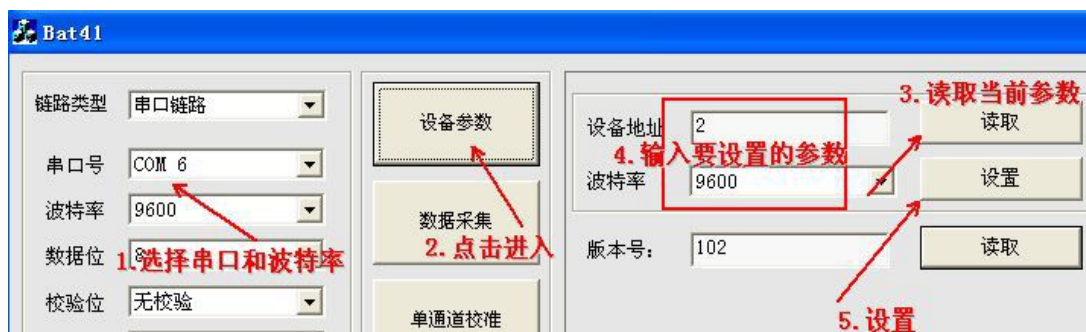 Bat41
链路类型 串口链路
串口号 COM 6
波特率 9600
数据位 8
校验位 无校验
1.选择串口和波特率
设备参数
数据采集
2.点击进入
单通道校准
设备地址 2
波特率 9600
4.输入要设置的参数
3.读取当前参数
读取
设置
版本号: 102
读取
5.设置